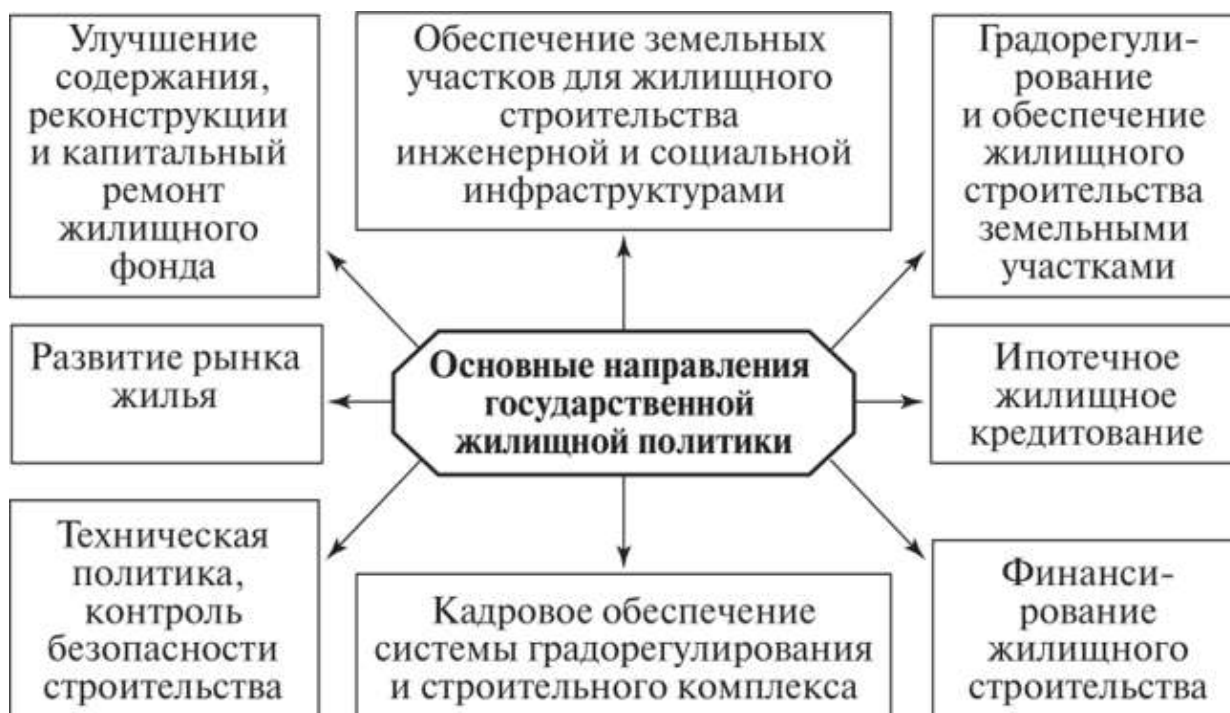 Улучшение
содержания,
реконструкции
и капитальный
ремонт
жилищного
фонда
Обеспечение земельных
участков для жилищного
строительства
инженерной и социальной
инфраструктурами
Градорегули-
рование
и обеспечение
жилищного
строительства
земельными
участками
Развитие рынка
жилья
Основные направления
государственной
жилищной политики
Ипотечное
жилищное
кредитование
Техническая
политика,
контроль
безопасности
строительства
Кадровое обеспечение
системы градорегулирования
и строительного комплекса
Финанси-
рование
жилищного
строительства